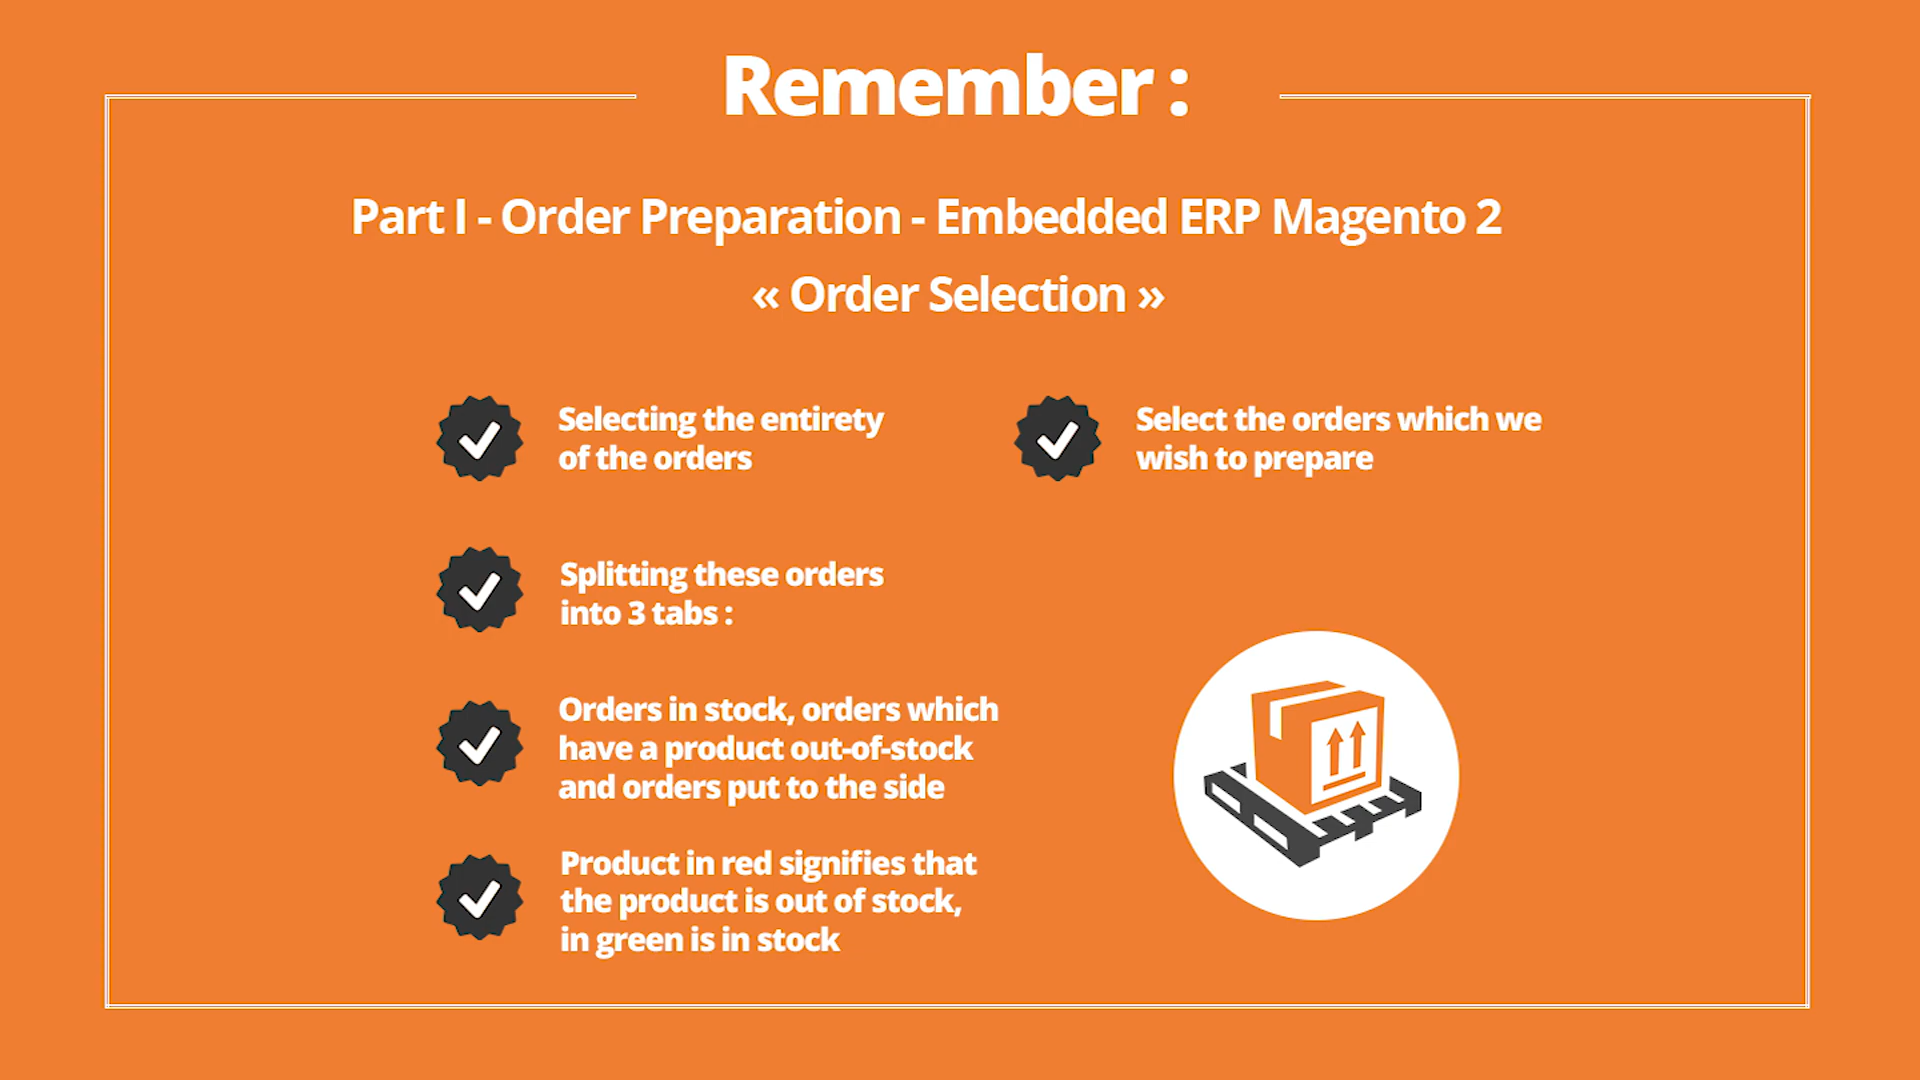 Remember :
Part I - Order Preparation - Embedded ERP Magento 2
« Order Selection »
Selecting the entirety
of the orders
Splitting these orders
into 3 tabs :
Orders in stock, orders which
have a product out-of-stock
and orders put to the side
Product in red signifies that
the product is out of stock,
in green is in stock
Select the orders which we
wish to prepare